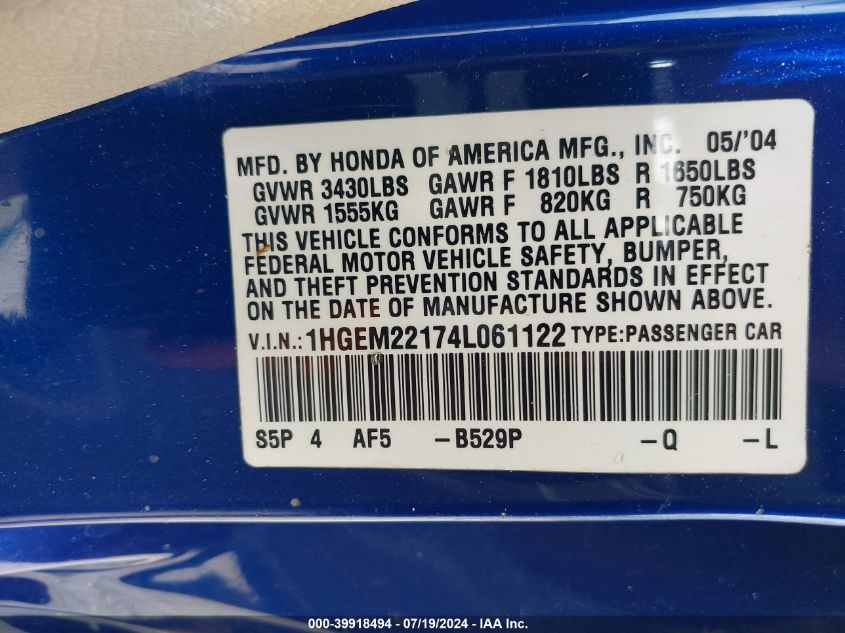 MFD. BY HONDA OF AMERICA MFG., INC. 05/'04
GVWR 3430LBS GAWR F 1810LBS R 1650LBS
GVWR 1555KG GAWR F 820KG R 750KG
THIS VEHICLE CONFORMS TO ALL APPLICABLE
FEDERAL MOTOR VEHICLE SAFETY, BUMPER,
AND THEFT PREVENTION STANDARDS IN EFFECT
ON THE DATE OF MANUFACTURE SHOWN ABOVE.
V.I.N.: 1HGEM22174L061122 TYPE:PASSENGER CAR
S5P 4 AF5 -B529P -Q -L
000-39918494 - 07/19/2024 - IAA Inc.